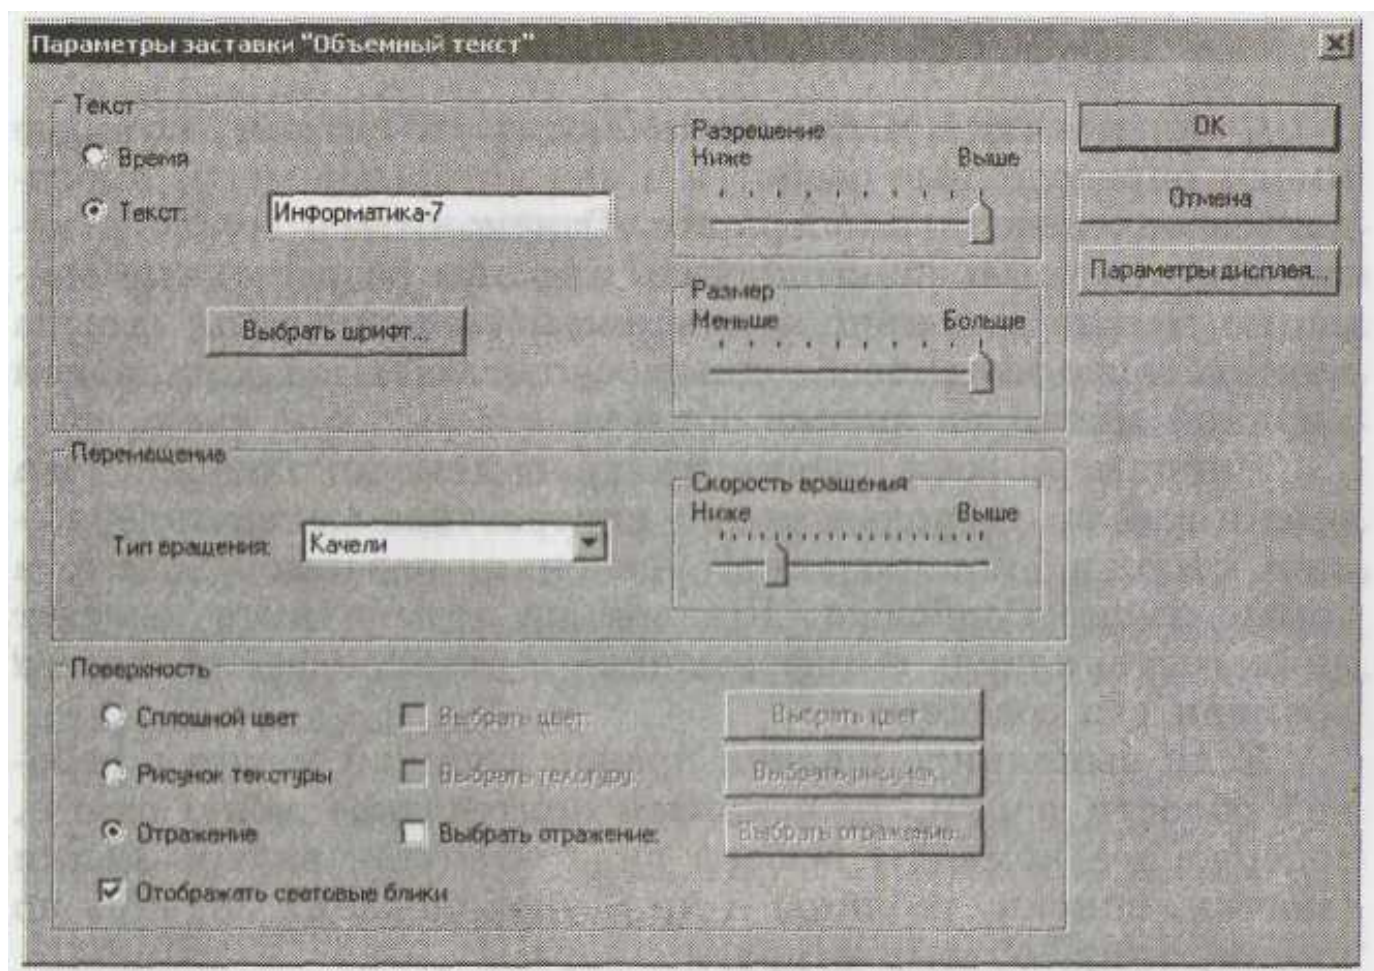 Параметры заставки "Объемный текст"
Текст
Время
Текст:
Информатика-7
Выбрать шрифт...
Разрешение
Ниже Выше
Размер
Меньше Больше
OK
Отмена
Параметры дисплея...
Перемещение
Тип вращения:
Качели
Скорость вращения
Ниже Выше
Поверхность
Сплошной цвет Выбрать цвет: Выбрать цвет...
Рисунок текстуры Выбрать текстуру: Выбрать рисунок...
Отражение Выбрать отражение: Выбрать отражение...
Отображать световые блики